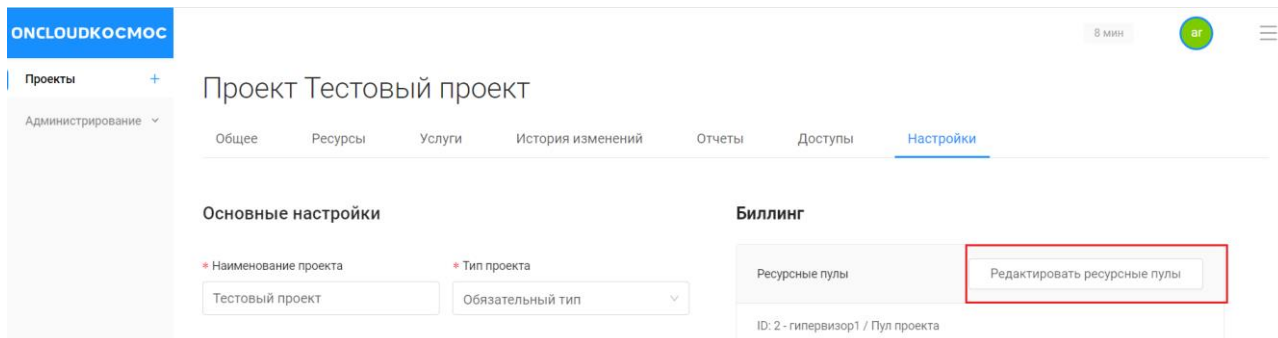 ONCLOUDКОСМОС
8 мин
аг
Проекты +
Администрирование
Проект Тестовый проект
Общее Ресурсы Услуги История изменений Отчеты Доступы Настройки
Основные настройки
Биллинг
* Наименование проекта * Тип проекта
Ресурсные пулы Редактировать ресурсные пулы
Тестовый проект Обязательный тип
ID: 2 - гипервизор1 / Пул проекта